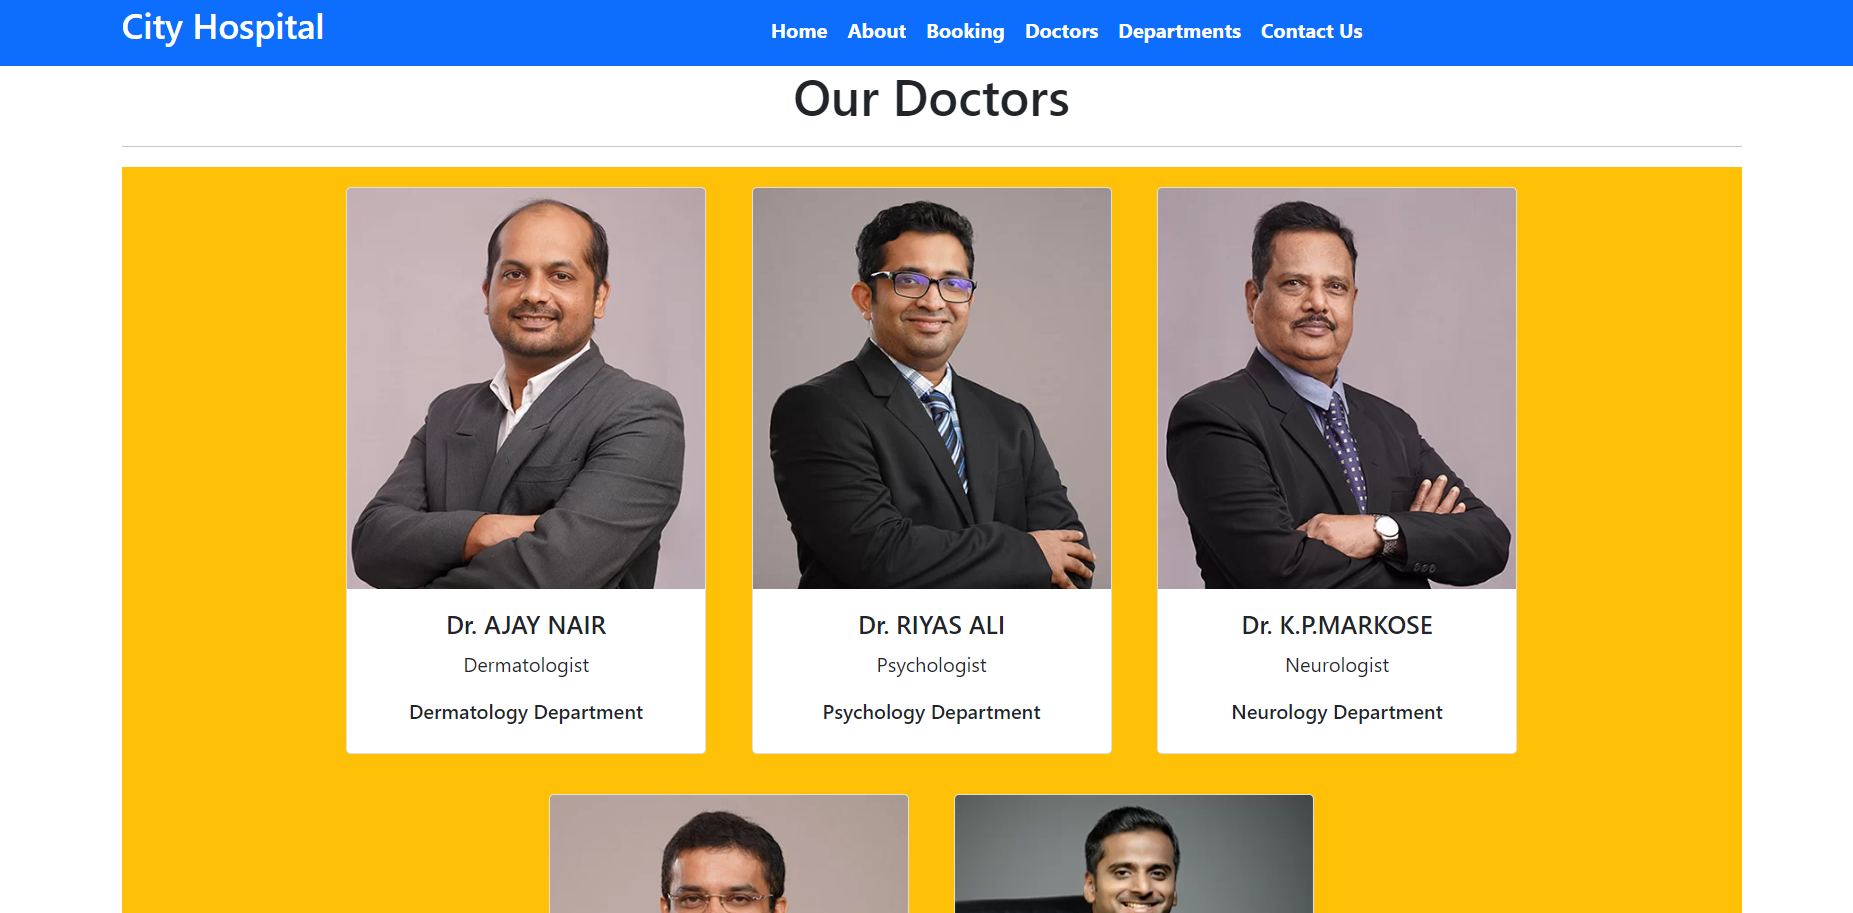 City Hospital
Home About Booking Doctors Departments Contact Us
Our Doctors
Dr. AJAY NAIR
Dermatologist
Dermatology Department
Dr. RIYAS ALI
Psychologist
Psychology Department
Dr. K.P.MARKOSE
Neurologist
Neurology Department